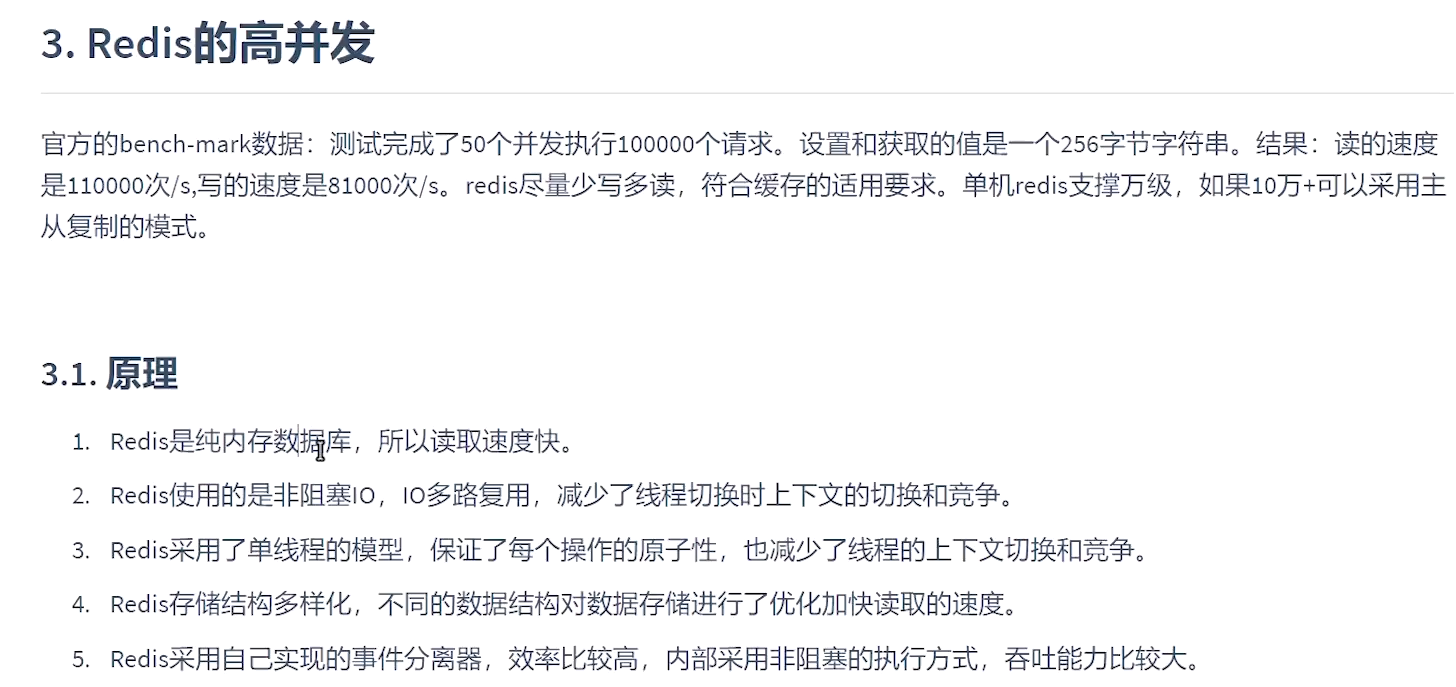 3. Redis的高并发
官方的bench-mark数据：测试完成了50个并发执行100000个请求。设置和获取的值是一个256字节字符串。结果：读的速度
是110000次/s,写的速度是81000次/s。redis尽量少写多读，符合缓存的适用要求。单机redis支撑万级，如果10万+可以采用主
从复制的模式。
3.1. 原理
1. Redis是纯内存数据库，所以读取速度快。
2. Redis使用的是非阻塞IO，IO多路复用，减少了线程切换时上下文的切换和竞争。
3. Redis采用了单线程的模型，保证了每个操作的原子性，也减少了线程的上下文切换和竞争。
4. Redis存储结构多样化，不同的数据结构对数据存储进行了优化加快读取的速度。
5. Redis采用自己实现的事件分离器，效率比较高，内部采用非阻塞的执行方式，吞吐能力比较大。